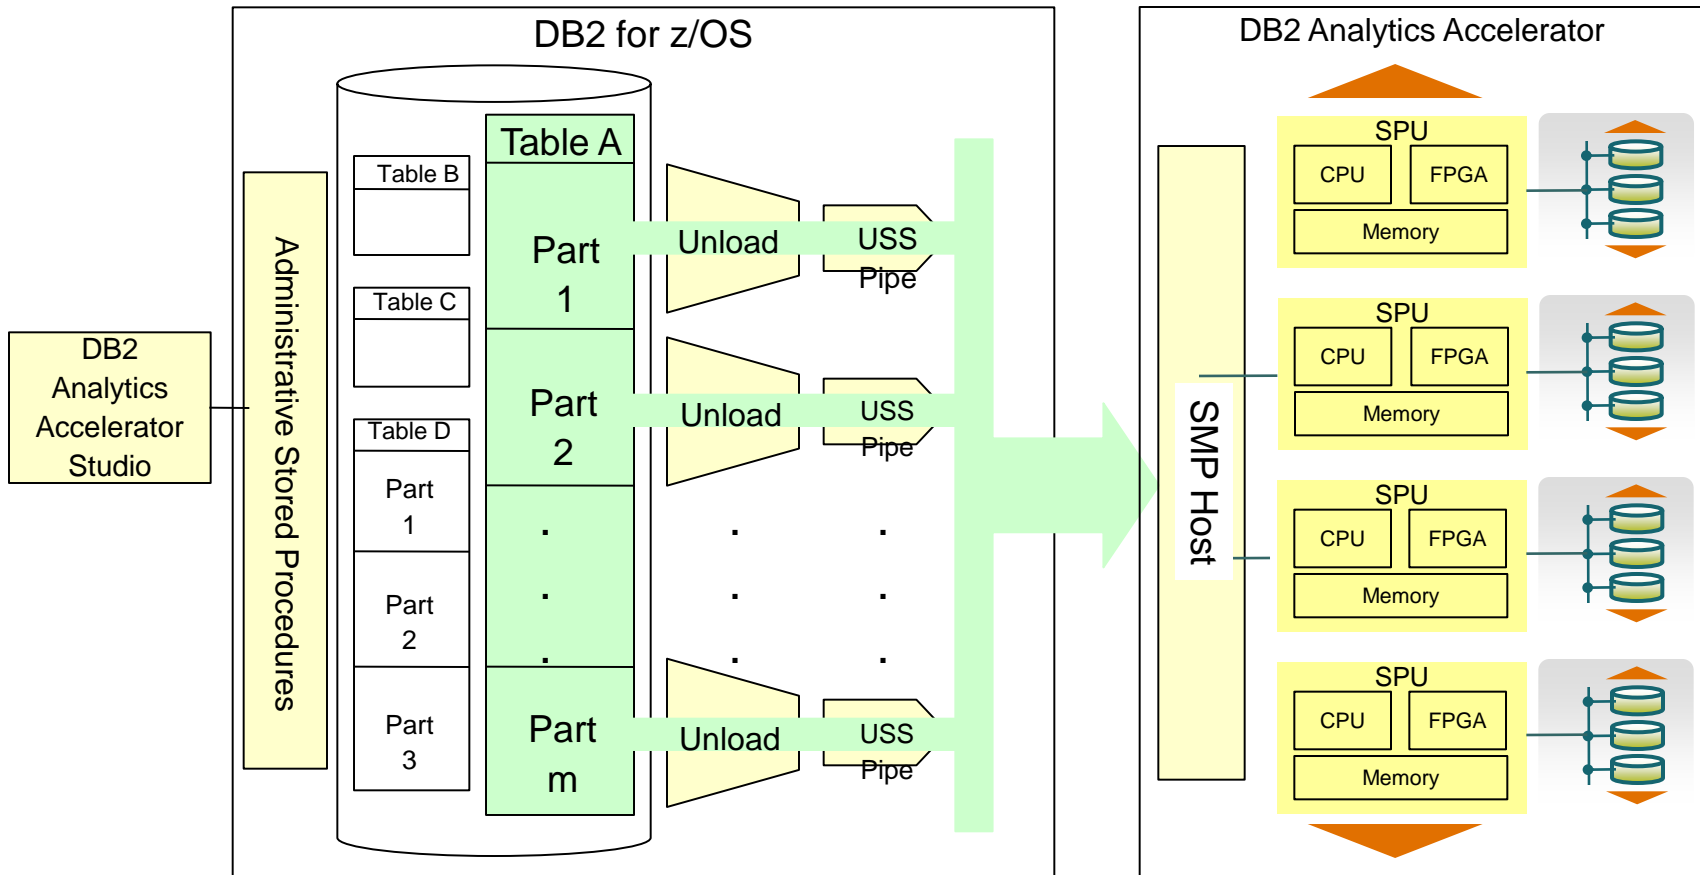 DB2 for z/OS
DB2 Analytics Accelerator
DB2
Analytics
Accelerator
Studio
Administrative Stored Procedures
Table B
Table C
Table D
Part
1
Part
2
Part
3
Table A
Part
1
Part
2
.
.
.
Part
m
Unload
USS
Pipe
Unload
USS
Pipe
. .
. .
. .
Unload
USS
Pipe
SMP Host
SPU
CPU FPGA
Memory
SPU
CPU FPGA
Memory
SPU
CPU FPGA
Memory
SPU
CPU FPGA
Memory